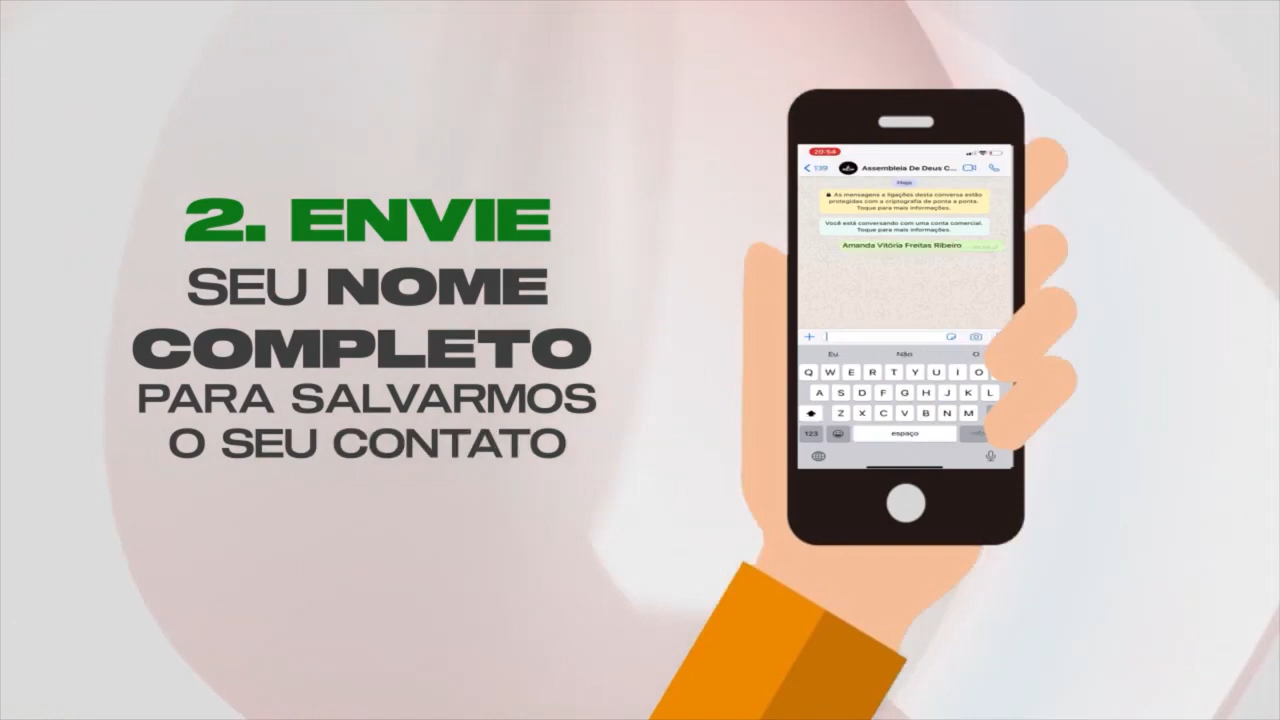 2. ENVIE
SEU NOME
COMPLETO
PARA SALVARMOS
O SEU CONTATO
20:54
139
Assembleia De Deus C...
Hoje
As mensagens e ligações desta conversa estão
protegidas com a criptografia de ponta a ponta.
Toque para mais informações.
Você está conversando com uma conta comercial.
Toque para mais informações.
Amanda Vitória Freitas Ribeiro
Eu Não O
Q W E R T Y U I O
A S D F G H J K L
Z X C V B N M
123 espaço